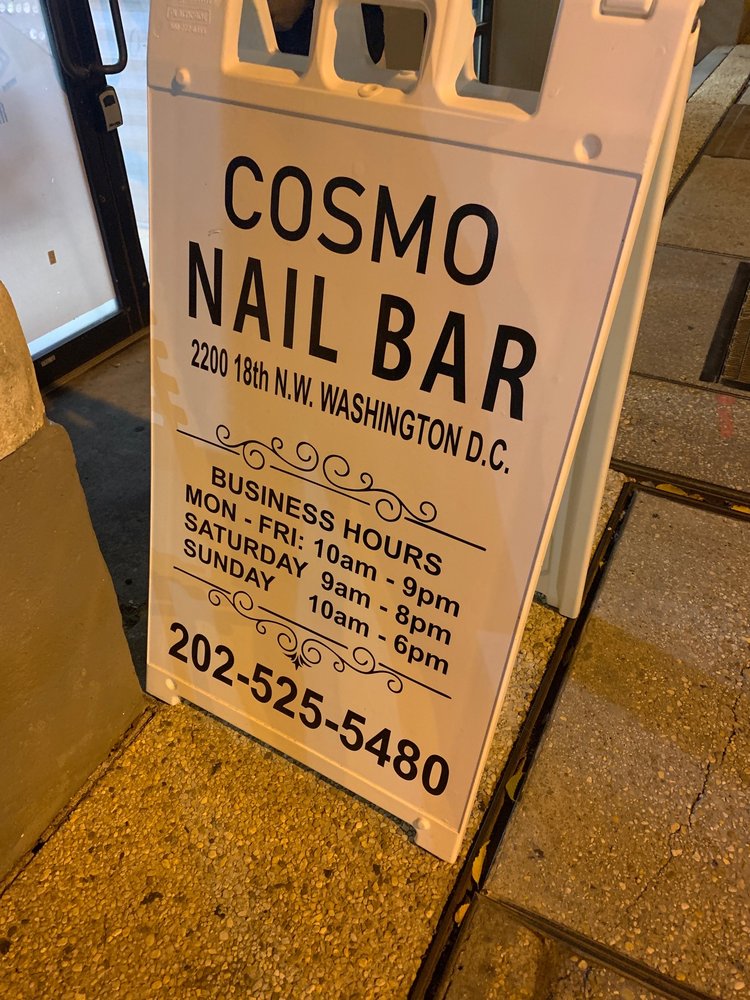 COSMO
NAIL BAR
2200 18th N.W. WASHINGTON D.C.
BUSINESS HOURS
MON - FRI: 10am - 9pm
SATURDAY 9am - 8pm
SUNDAY 10am - 6pm
202-525-5480